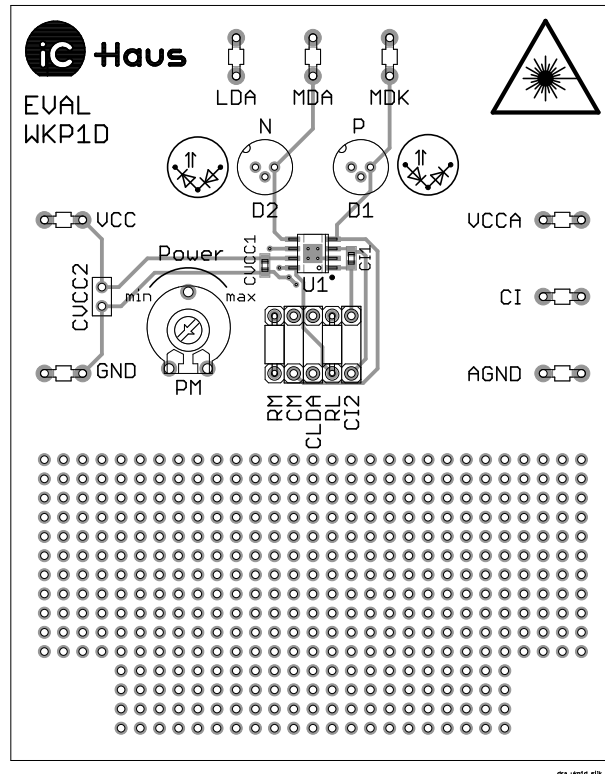 iC Haus
LDA MDA MDK
EVAL
WKP1D
N P
D2 D1
VCC VCCA
Power
CVCC1
CI1
CVCC2
min max
U1
CI
GND
PM
AGND
RM
CM
CLDA
RL
CI2